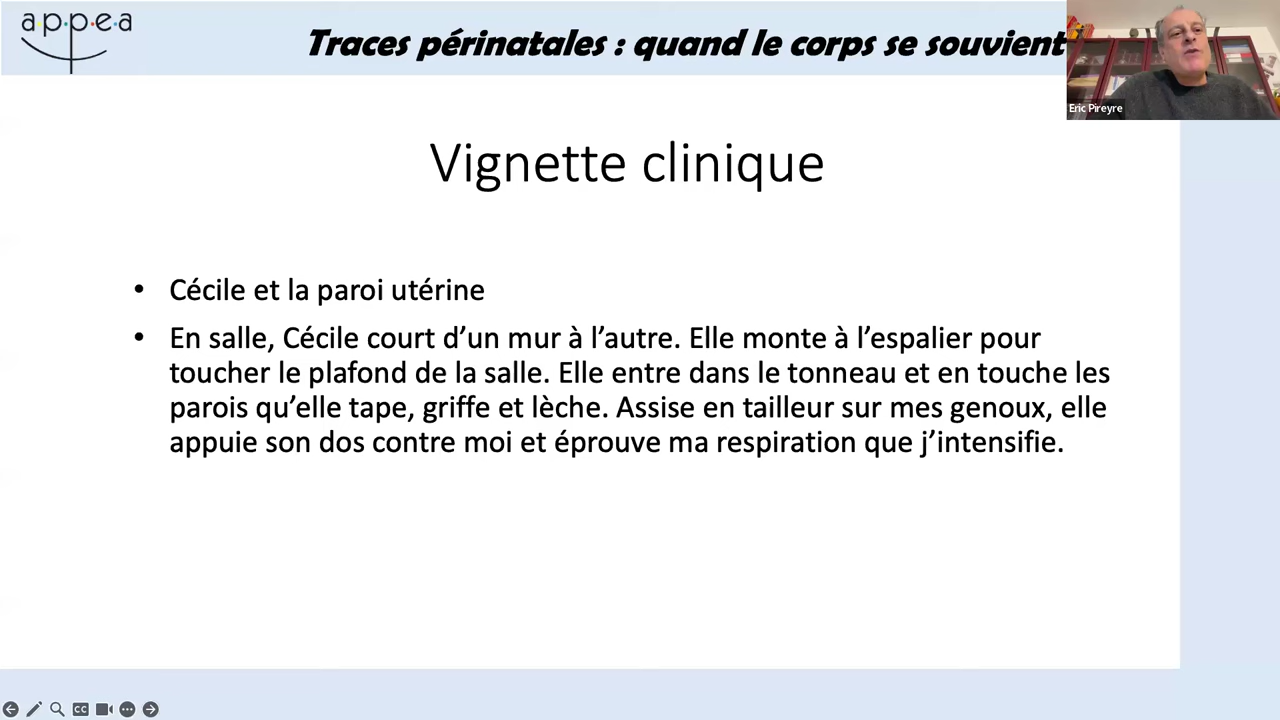 a·p·p·e·a
Traces périnatales : quand le corps se souvient
Eric Pireyre
Vignette clinique
• Cécile et la paroi utérine
• En salle, Cécile court d’un mur à l’autre. Elle monte à l’espalier pour
toucher le plafond de la salle. Elle entre dans le tonneau et en touche les
parois qu’elle tape, griffe et lèche. Assise en tailleur sur mes genoux, elle
appuie son dos contre moi et éprouve ma respiration que j’intensifie.
CC